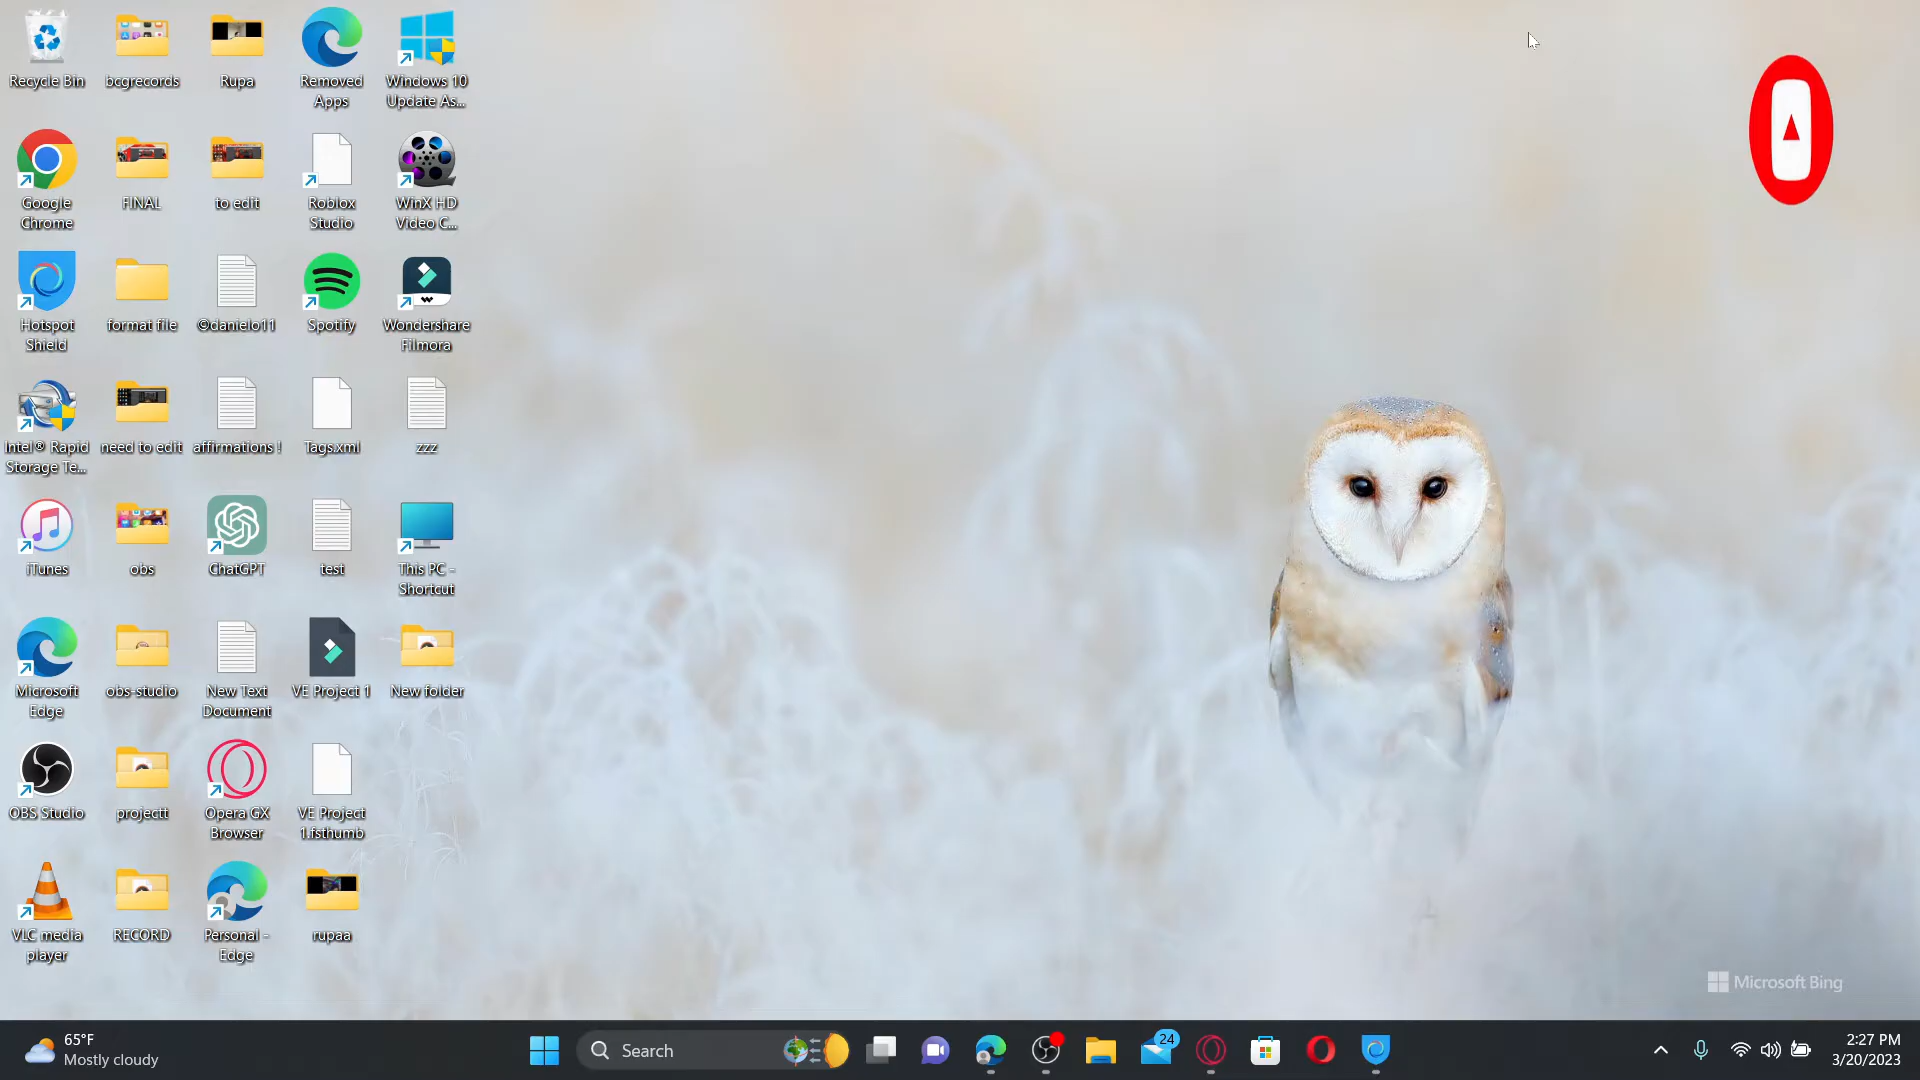 Recycle Bin
bcgrecords
Rupa
Removed
Apps
Windows 10
Update As...
Google
Chrome
FINAL
to edit
Roblox
Studio
WinX HD
Video C...
Hotspot
Shield
format file
©danielo11
Spotify
Wondershare
Filmora
Intel® Rapid
Storage Te...
need to edit
affirmations !
Tags.xml
zzz
iTunes
obs
ChatGPT
test
This PC -
Shortcut
Microsoft
Edge
obs-studio
New Text
Document
VE Project 1
New folder
OBS Studio
projectt
Opera GX
Browser
VE Project
1.fsthumb
VLC media
player
RECORD
Personal -
Edge
rupaa
Microsoft Bing
65°F
Mostly cloudy
Search
24
2:27 PM
3/20/2023